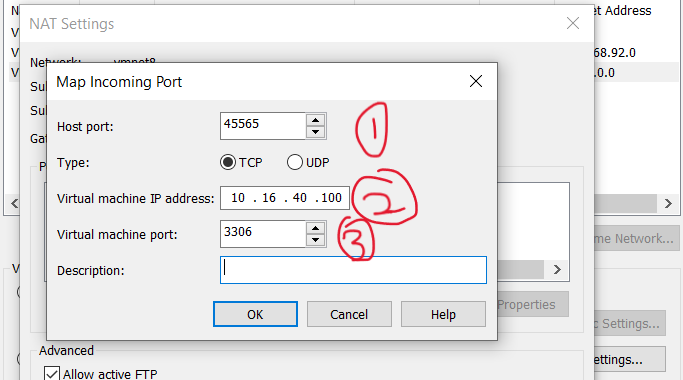 N
NAT Settings
et Address
V
V
68.92.0
V
.0.0
Network: vmnet8
Su
Su
Gat
Map Incoming Port
Host port: 45565 1
Type: TCP UDP
Virtual machine IP address: 10 . 16 . 40 .100 2
Virtual machine port: 3306 3
Description:
OK Cancel Help
P
me Network...
Properties
V
c Settings...
ettings...
Advanced
Allow active FTP